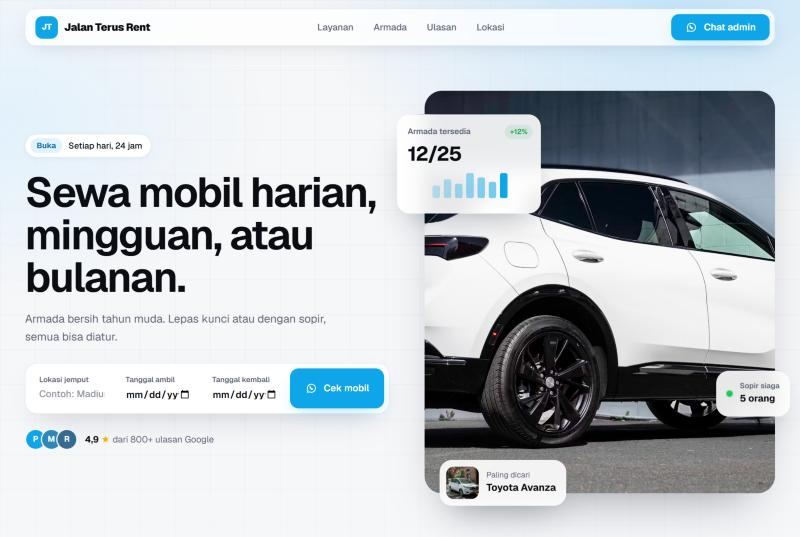 JT Jalan Terus Rent
Layanan Armada Ulasan Lokasi
Chat admin
Buka Setiap hari, 24 jam
Sewa mobil harian,
mingguan, atau
bulanan.
Armada bersih tahun muda. Lepas kunci atau dengan sopir,
semua bisa diatur.
Lokasi jemput
Contoh: Madiu
Tanggal ambil
mm/dd/yy
Tanggal kembali
mm/dd/yy
Cek mobil
P M R 4,9 ★ dari 800+ ulasan Google
Armada tersedia +12%
12/25
Sopir siaga
5 orang
Paling dicari
Toyota Avanza